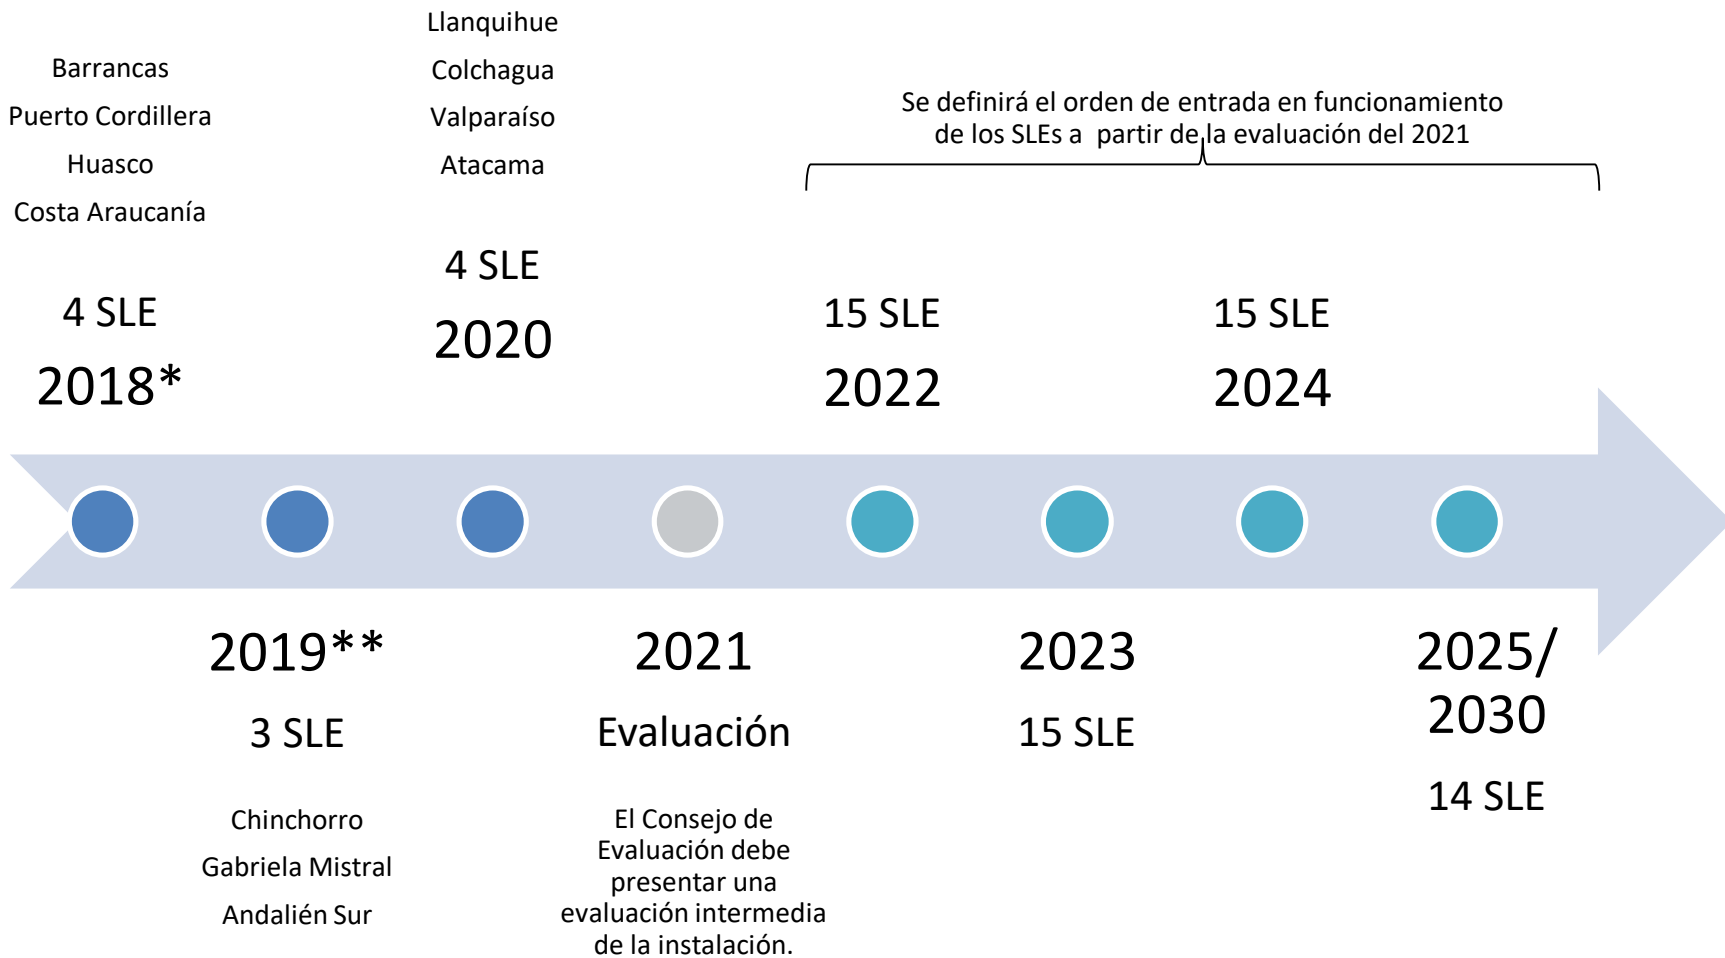 Barrancas
Puerto Cordillera
Huasco
Costa Araucanía
4 SLE
2018*
Llanquihue
Colchagua
Valparaíso
Atacama
4 SLE
2020
Se definirá el orden de entrada en funcionamiento
de los SLEs a partir de la evaluación del 2021
15 SLE
2022
15 SLE
2024
2019**
3 SLE
Chinchorro
Gabriela Mistral
Andalién Sur
2021
Evaluación
El Consejo de
Evaluación debe
presentar una
evaluación intermedia
de la instalación.
2023
15 SLE
2025/
2030
14 SLE